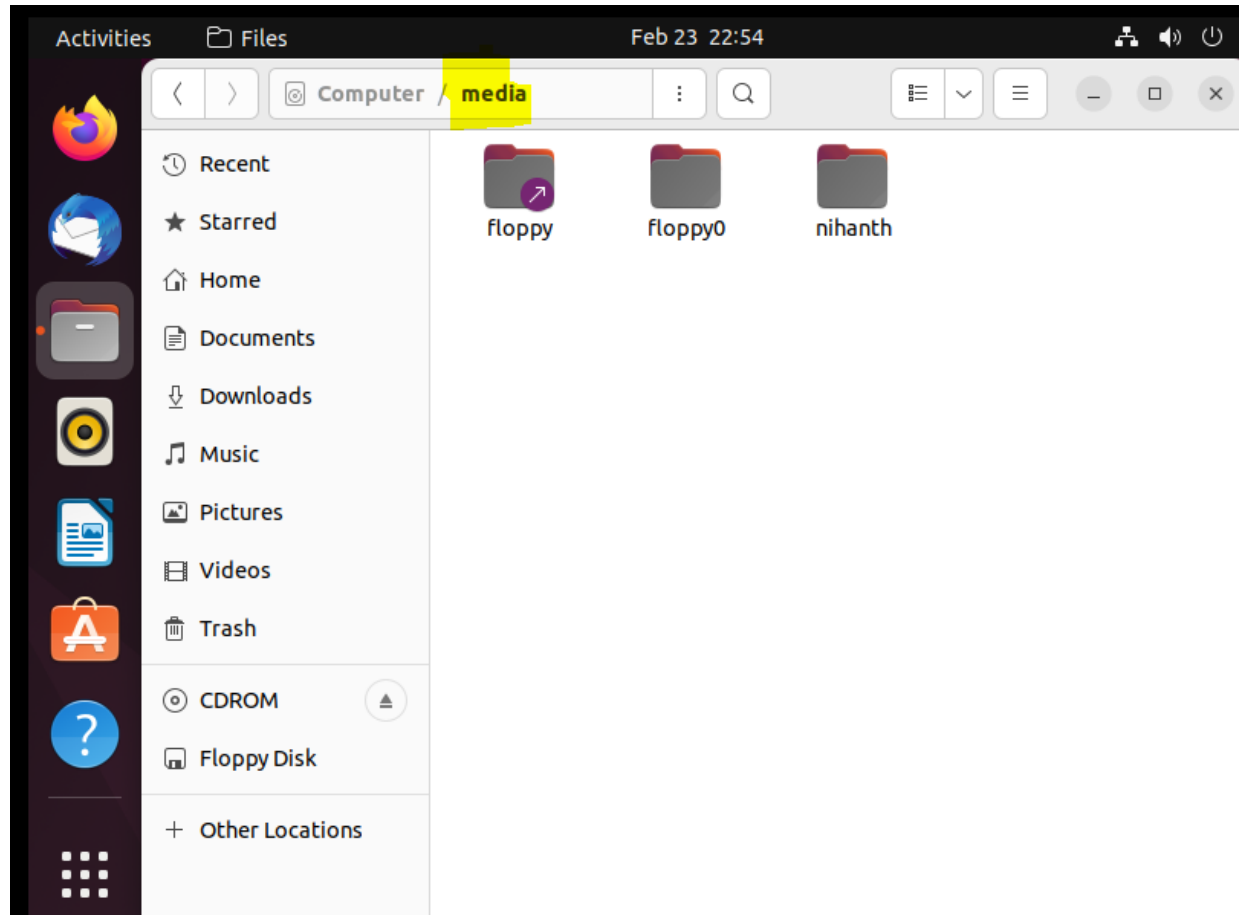 Activities Files Feb 23 22:54
Computer / media
Recent
Starred
Home
Documents
Downloads
Music
Pictures
Videos
Trash
CDROM
Floppy Disk
+ Other Locations
floppy floppy0 nihanth